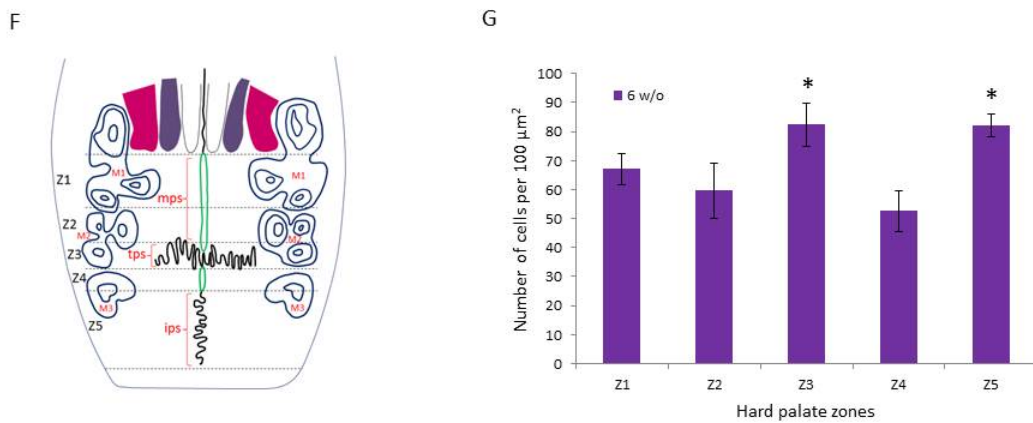 F
Z1
Z2
Z3
Z4
Z5
M1
M1
M2
M2
M3
M3
mps
tps
ips
G
Number of cells per 100 µm²
100
90
80
70
60
50
40
30
20
10
0
6 w/o
*
*
Z1 Z2 Z3 Z4 Z5
Hard palate zones